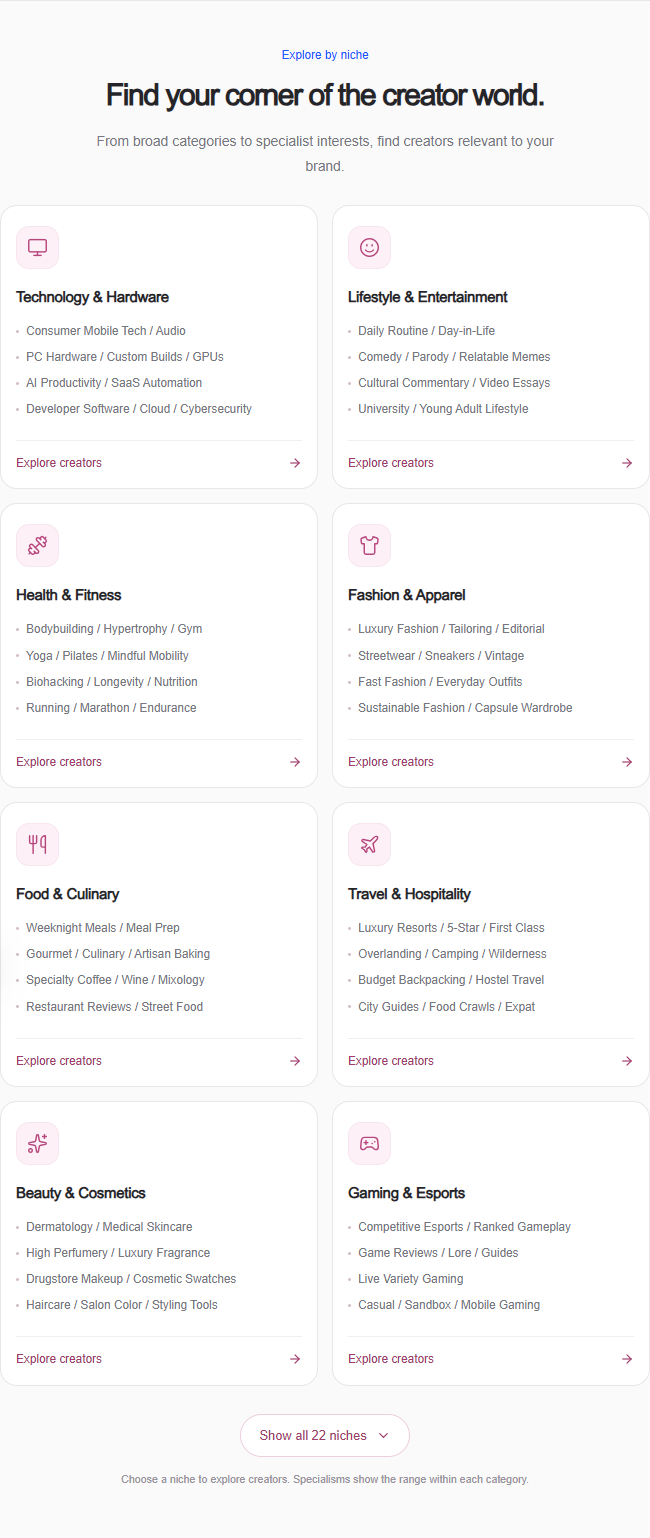 Explore by niche
Find your corner of the creator world.
From broad categories to specialist interests, find creators relevant to your
brand.
Technology & Hardware
Consumer Mobile Tech / Audio
PC Hardware / Custom Builds / GPUs
AI Productivity / SaaS Automation
Developer Software / Cloud / Cybersecurity
Explore creators
Lifestyle & Entertainment
Daily Routine / Day-in-Life
Comedy / Parody / Relatable Memes
Cultural Commentary / Video Essays
University / Young Adult Lifestyle
Explore creators
Health & Fitness
Bodybuilding / Hypertrophy / Gym
Yoga / Pilates / Mindful Mobility
Biohacking / Longevity / Nutrition
Running / Marathon / Endurance
Explore creators
Fashion & Apparel
Luxury Fashion / Tailoring / Editorial
Streetwear / Sneakers / Vintage
Fast Fashion / Everyday Outfits
Sustainable Fashion / Capsule Wardrobe
Explore creators
Food & Culinary
Weeknight Meals / Meal Prep
Gourmet / Culinary / Artisan Baking
Specialty Coffee / Wine / Mixology
Restaurant Reviews / Street Food
Explore creators
Travel & Hospitality
Luxury Resorts / 5-Star / First Class
Overlanding / Camping / Wilderness
Budget Backpacking / Hostel Travel
City Guides / Food Crawls / Expat
Explore creators
Beauty & Cosmetics
Dermatology / Medical Skincare
High Perfumery / Luxury Fragrance
Drugstore Makeup / Cosmetic Swatches
Haircare / Salon Color / Styling Tools
Explore creators
Gaming & Esports
Competitive Esports / Ranked Gameplay
Game Reviews / Lore / Guides
Live Variety Gaming
Casual / Sandbox / Mobile Gaming
Explore creators
Show all 22 niches
Choose a niche to explore creators. Specialisms show the range within each category.